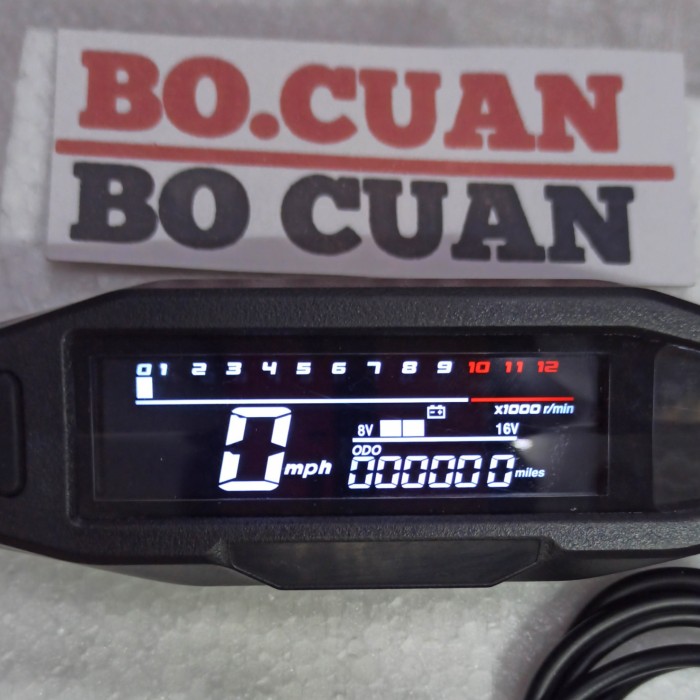 BO.CUAN
BO CUAN
0 1 2 3 4 5 6 7 8 9 10 11 12
x1000 r/min
8V 16V
0 mph
ODO
000000 miles